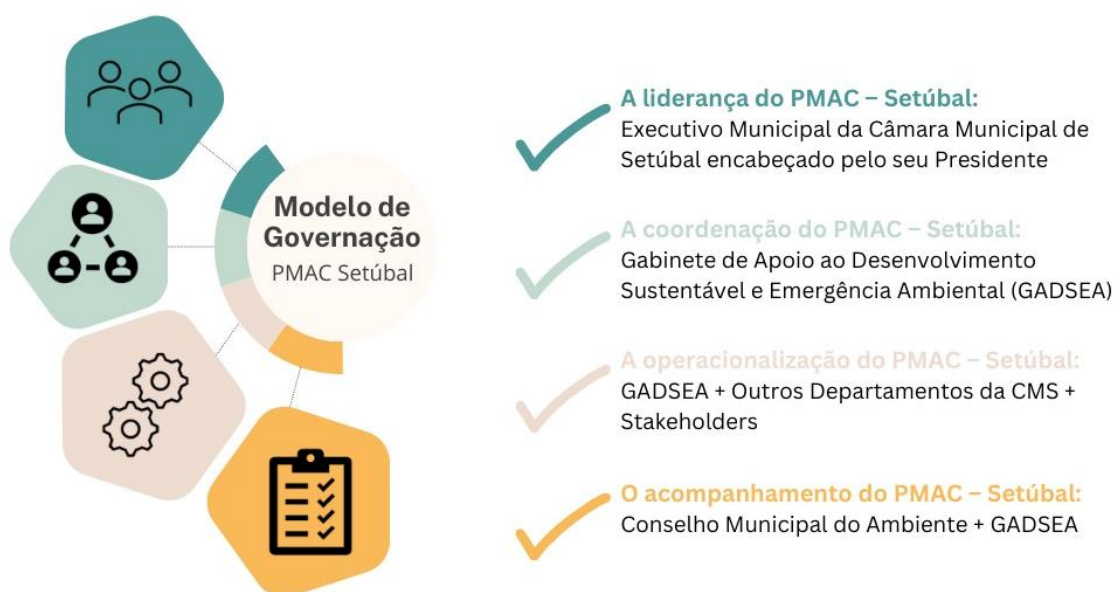 Modelo de
Governação
PMAC Setúbal
A liderança do PMAC – Setúbal:
Executivo Municipal da Câmara Municipal de
Setúbal encabeçado pelo seu Presidente
A coordenação do PMAC – Setúbal:
Gabinete de Apoio ao Desenvolvimento
Sustentável e Emergência Ambiental (GADSEA)
A operacionalização do PMAC – Setúbal:
GADSEA + Outros Departamentos da CMS +
Stakeholders
O acompanhamento do PMAC – Setúbal:
Conselho Municipal do Ambiente + GADSEA